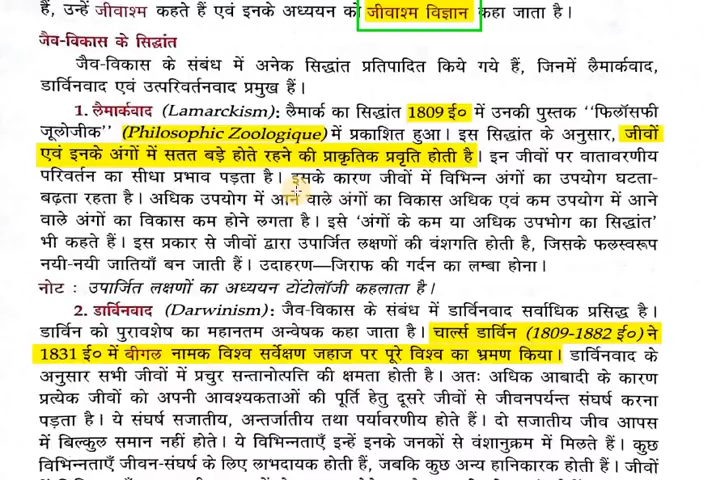 हैं, उन्हें जीवाश्म कहते हैं एवं इनके अध्ययन को जीवाश्म विज्ञान कहा जाता है।
जैव-विकास के सिद्धांत
जैव-विकास के संबंध में अनेक सिद्धांत प्रतिपादित किये गये हैं, जिनमें लैमार्कवाद,
डार्विनवाद एवं उत्परिवर्तनवाद प्रमुख हैं।
1. लैमार्कवाद (Lamarckism): लैमार्क का सिद्धांत 1809 ई० में उनकी पुस्तक “फिलॉसफी
जूलोजीक” (Philosophic Zoologique) में प्रकाशित हुआ। इस सिद्धांत के अनुसार, जीवों
एवं इनके अंगों में सतत बड़े होते रहने की प्राकृतिक प्रवृति होती है। इन जीवों पर वातावरणीय
परिवर्तन का सीधा प्रभाव पड़ता है। इसके कारण जीवों में विभिन्न अंगों का उपयोग घटता-
बढ़ता रहता है। अधिक उपयोग में आने वाले अंगों का विकास अधिक एवं कम उपयोग में आने
वाले अंगों का विकास कम होने लगता है। इसे ‘अंगों के कम या अधिक उपभोग का सिद्धांत’
भी कहते हैं। इस प्रकार से जीवों द्वारा उपार्जित लक्षणों की वंशगति होती है, जिसके फलस्वरूप
नयी-नयी जातियाँ बन जाती हैं। उदाहरण—जिराफ की गर्दन का लम्बा होना।
नोट : उपार्जित लक्षणों का अध्ययन टोंटोलॉजी कहलाता है।
2. डार्विनवाद (Darwinism): जैव-विकास के संबंध में डार्विनवाद सर्वाधिक प्रसिद्ध है।
डार्विन को पुरावशेष का महानतम अन्वेषक कहा जाता है। चार्ल्स डार्विन (1809-1882 ई०) ने
1831 ई० में बीगल नामक विश्व सर्वेक्षण जहाज पर पूरे विश्व का भ्रमण किया। डार्विनवाद के
अनुसार सभी जीवों में प्रचुर सन्तानोत्पत्ति की क्षमता होती है। अतः अधिक आबादी के कारण
प्रत्येक जीवों को अपनी आवश्यकताओं की पूर्ति हेतु दूसरे जीवों से जीवनपर्यन्त संघर्ष करना
पड़ता है। ये संघर्ष सजातीय, अन्तर्जातीय तथा पर्यावरणीय होते हैं। दो सजातीय जीव आपस
में बिल्कुल समान नहीं होते। ये विभिन्नताएँ इन्हें इनके जनकों से वंशानुक्रम में मिलते हैं। कुछ
विभिन्नताएँ जीवन-संघर्ष के लिए लाभदायक होती हैं, जबकि कुछ अन्य हानिकारक होती हैं। जीवों